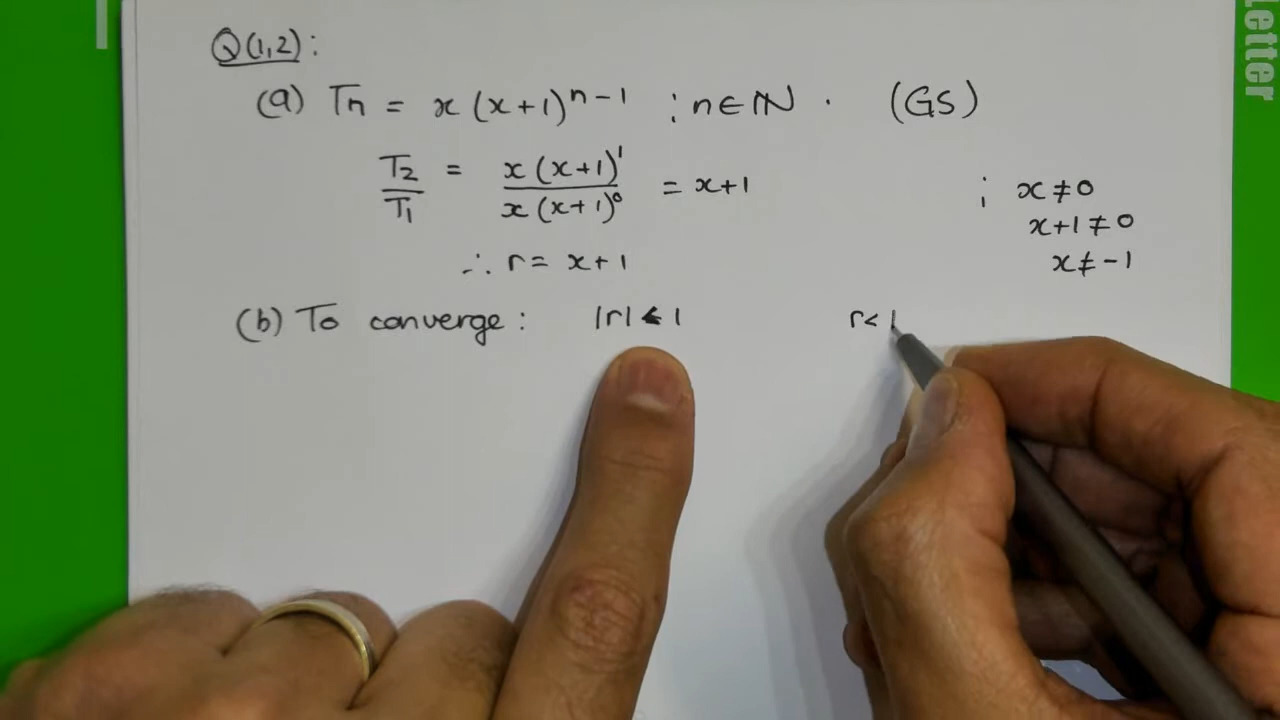 Q(1,2):
(a) Tn = x(x+1)^{n-1} ; n∈ℕ . (GS)
T₂/T₁ = x(x+1)¹/x(x+1)⁰ = x+1 ; x≠0
x+1≠0
∴ r = x+1 x≠-1
(b) To converge: |r| < 1 r< 1
etter